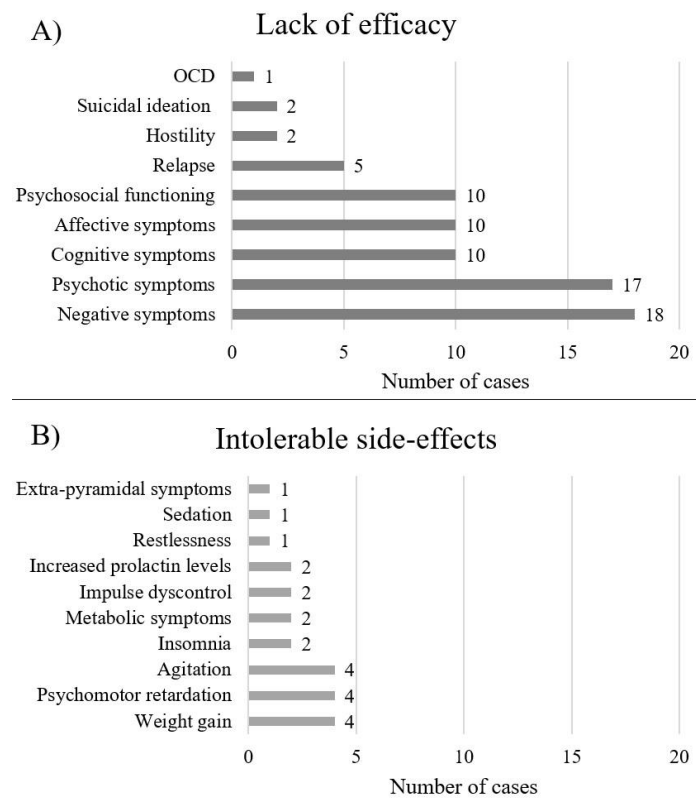 A)
Lack of efficacy
OCD 1
Suicidal ideation 2
Hostility 2
Relapse 5
Psychosocial functioning 10
Affective symptoms 10
Cognitive symptoms 10
Psychotic symptoms 17
Negative symptoms 18
0 5 10 15 20
Number of cases
B)
Intolerable side-effects
Extra-pyramidal symptoms 1
Sedation 1
Restlessness 1
Increased prolactin levels 2
Impulse dyscontrol 2
Metabolic symptoms 2
Insomnia 2
Agitation 4
Psychomotor retardation 4
Weight gain 4
0 5 10 15 20
Number of cases